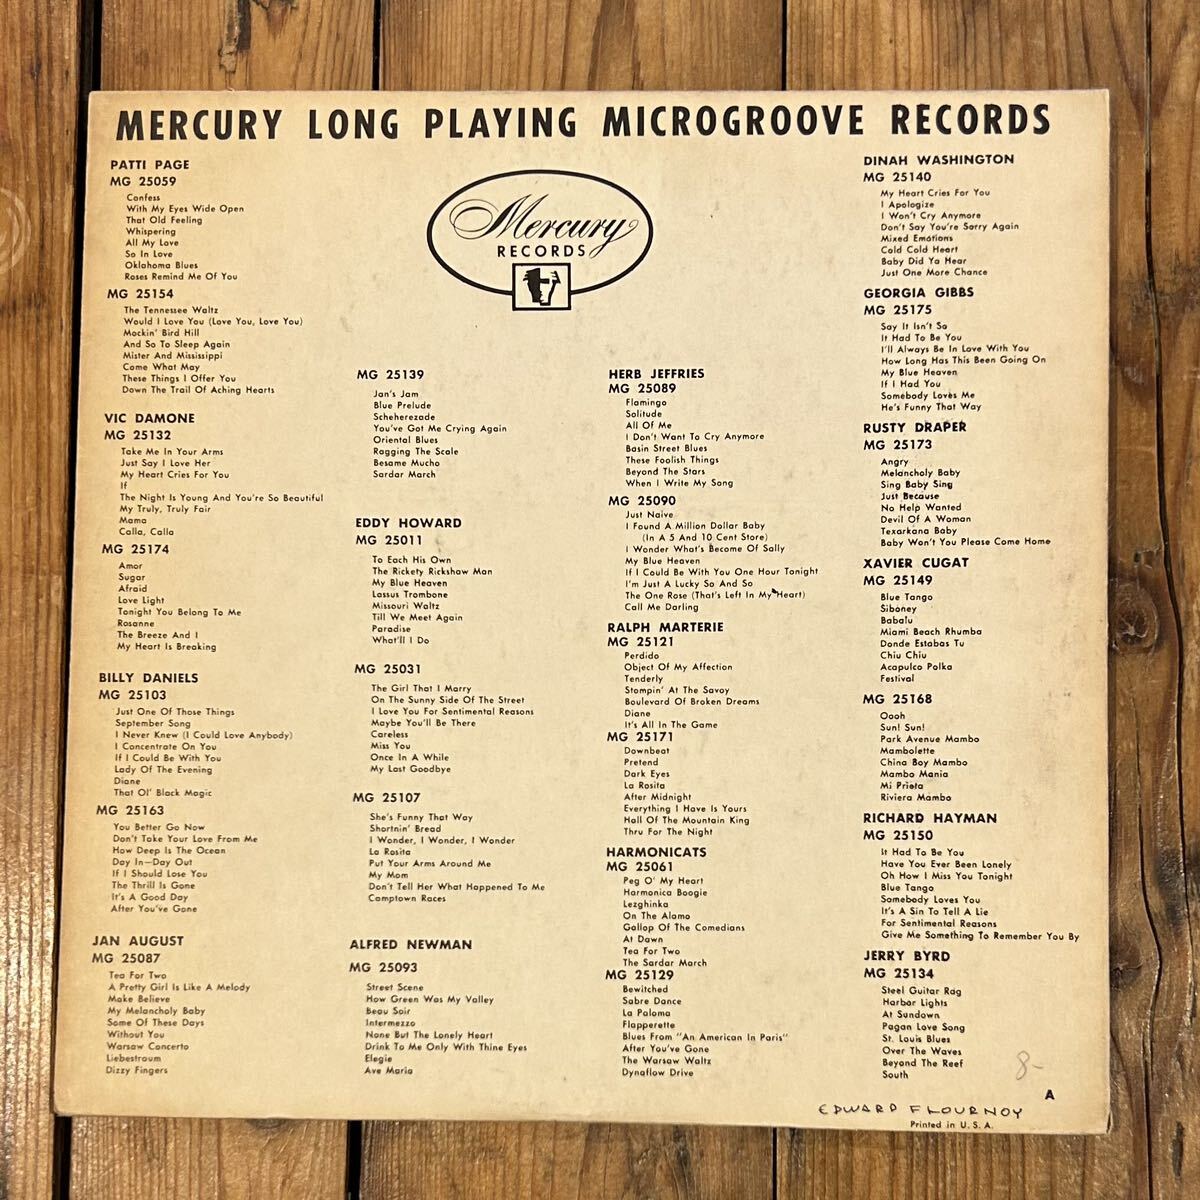 MERCURY LONG PLAYING MICROGROOVE RECORDS
PATTI PAGE
MG 25059
Confess
With My Eyes Wide Open
That Old Feeling
Whispering
All My Love
So In Love
Oklahoma Blues
Roses Remind Me Of You
MG 25154
The Tennessee Waltz
Would I Love You (Love You, Love You)
Mockin' Bird Hill
And So To Sleep Again
Mister And Mississippi
Come What May
These Things I Offer You
Down The Trail Of Aching Hearts
VIC DAMONE
MG 25132
Take Me In Your Arms
Just Say I Love Her
My Heart Cries For You
If
The Night Is Young And You're So Beautiful
My Truly, Truly Fair
Mama
Calla, Calla
MG 25174
Amor
Sugar
Afraid
Love Light
Tonight You Belong To Me
Rosanne
The Breeze And I
My Heart Is Breaking
BILLY DANIELS
MG 25103
Just One Of Those Things
September Song
I Never Knew (I Could Love Anybody)
I Concentrate On You
If I Could Be With You
Lady Of The Evening
Diane
That Ol' Black Magic
MG 25163
You Better Go Now
Don't Take Your Love From Me
How Deep Is The Ocean
Day In—Day Out
If I Should Lose You
The Thrill Is Gone
It's A Good Day
After You've Gone
JAN AUGUST
MG 25087
Tea For Two
A Pretty Girl Is Like A Melody
Make Believe
My Melancholy Baby
Some Of These Days
Without You
Warsaw Concerto
Liebestraum
Dizzy Fingers
Mercury
RECORDS
MG 25139
Jan's Jam
Blue Prelude
Scheherezade
You've Got Me Crying Again
Oriental Blues
Ragging The Scale
Besame Mucho
Sardar March
EDDY HOWARD
MG 25011
To Each His Own
The Rickety Rickshaw Man
My Blue Heaven
Lassus Trombone
Missouri Waltz
Till We Meet Again
Paradise
What'll I Do
MG 25031
The Girl That I Marry
On The Sunny Side Of The Street
I Love You For Sentimental Reasons
Maybe You'll Be There
Careless
Miss You
Once In A While
My Last Goodbye
MG 25107
She's Funny That Way
Shortnin' Bread
I Wonder, I Wonder, I Wonder
La Rosita
Put Your Arms Around Me
My Mom
Don't Tell Her What Happened To Me
Camptown Races
ALFRED NEWMAN
MG 25093
Street Scene
How Green Was My Valley
Beau Soir
Intermezzo
None But The Lonely Heart
Drink To Me Only With Thine Eyes
Elegie
Ave Maria
HERB JEFFRIES
MG 25089
Flamingo
Solitude
All Of Me
I Don't Want To Cry Anymore
Basin Street Blues
These Foolish Things
Beyond The Stars
When I Write My Song
MG 25090
Just Naive
I Found A Million Dollar Baby
(In A 5 And 10 Cent Store)
I Wonder What's Become Of Sally
My Blue Heaven
If I Could Be With You One Hour Tonight
I'm Just A Lucky So And So
The One Rose (That's Left In My Heart)
Call Me Darling
RALPH MARTERIE
MG 25121
Perdido
Object Of My Affection
Tenderly
Stompin' At The Savoy
Boulevard Of Broken Dreams
Diane
It's All In The Game
MG 25171
Downbeat
Pretend
Dark Eyes
La Rosita
After Midnight
Everything I Have Is Yours
Hall Of The Mountain King
Thru For The Night
HARMONICATS
MG 25061
Peg O' My Heart
Harmonica Boogie
Lezghinka
On The Alamo
Gallop Of The Comedians
At Dawn
Tea For Two
The Sardar March
MG 25129
Bewitched
Sabre Dance
La Paloma
Flapperette
Blues From "An American In Paris"
After You've Gone
The Warsaw Waltz
Dynaflow Drive
DINAH WASHINGTON
MG 25140
My Heart Cries For You
I Apologize
I Won't Cry Anymore
Don't Say You're Sorry Again
Mixed Emotions
Cold Cold Heart
Baby Did Ya Hear
Just One More Chance
GEORGIA GIBBS
MG 25175
Say It Isn't So
It Had To Be You
I'll Always Be In Love With You
How Long Has This Been Going On
My Blue Heaven
If I Had You
Somebody Loves Me
He's Funny That Way
RUSTY DRAPER
MG 25173
Angry
Melancholy Baby
Sing Baby Sing
Just Because
No Help Wanted
Devil Of A Woman
Texarkana Baby
Baby Won't You Please Come Home
XAVIER CUGAT
MG 25149
Blue Tango
Siboney
Babalu
Miami Beach Rhumba
Donde Estabas Tu
Chiu Chiu
Acapulco Polka
Festival
MG 25168
Oooh
Sun! Sun!
Park Avenue Mambo
Mambolette
China Boy Mambo
Mambo Mania
Mi Prieta
Riviera Mambo
RICHARD HAYMAN
MG 25150
It Had To Be You
Have You Ever Been Lonely
Oh How I Miss You Tonight
Blue Tango
Somebody Loves You
It's A Sin To Tell A Lie
For Sentimental Reasons
Give Me Something To Remember You By
JERRY BYRD
MG 25134
Steel Guitar Rag
Harbor Lights
At Sundown
Pagan Love Song
St. Louis Blues
Over The Waves
Beyond The Reef
South
8-
A
EDWARD FLOURNOY
Printed in U. S. A.